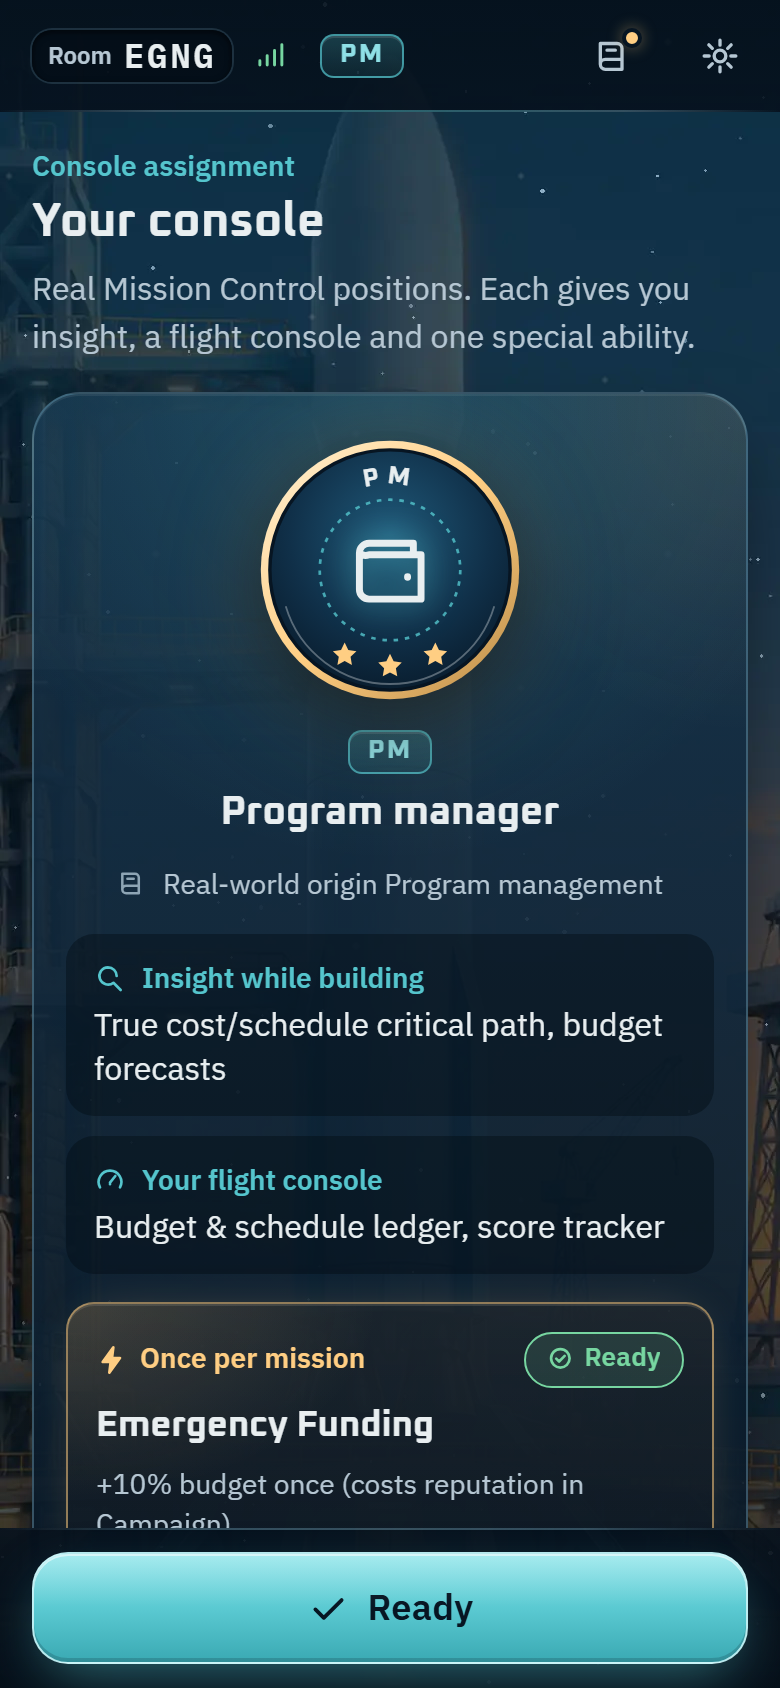 Room EGNG
PM
Console assignment
Your console
Real Mission Control positions. Each gives you
insight, a flight console and one special ability.
PM
PM
Program manager
Real-world origin Program management
Insight while building
True cost/schedule critical path, budget
forecasts
Your flight console
Budget & schedule ledger, score tracker
Once per mission
Ready
Emergency Funding
+10% budget once (costs reputation in
Campaign)
Ready